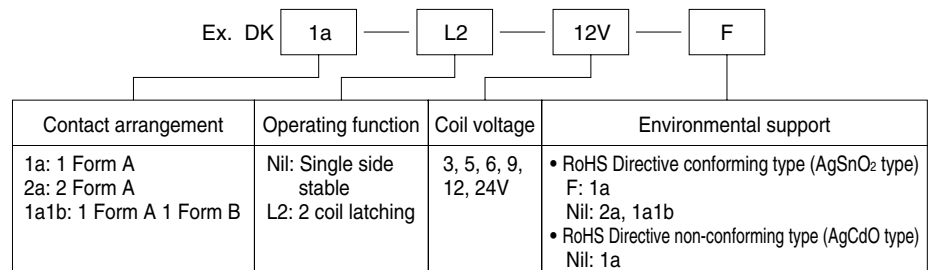 Ex. DK 1a L2 12V F
Contact arrangement Operating function Coil voltage Environmental support
1a: 1 Form A
2a: 2 Form A
1a1b: 1 Form A 1 Form B
Nil: Single side
stable
L2: 2 coil latching
3, 5, 6, 9,
12, 24V
• RoHS Directive conforming type (AgSnO₂ type)
F: 1a
Nil: 2a, 1a1b
• RoHS Directive non-conforming type (AgCdO type)
Nil: 1a